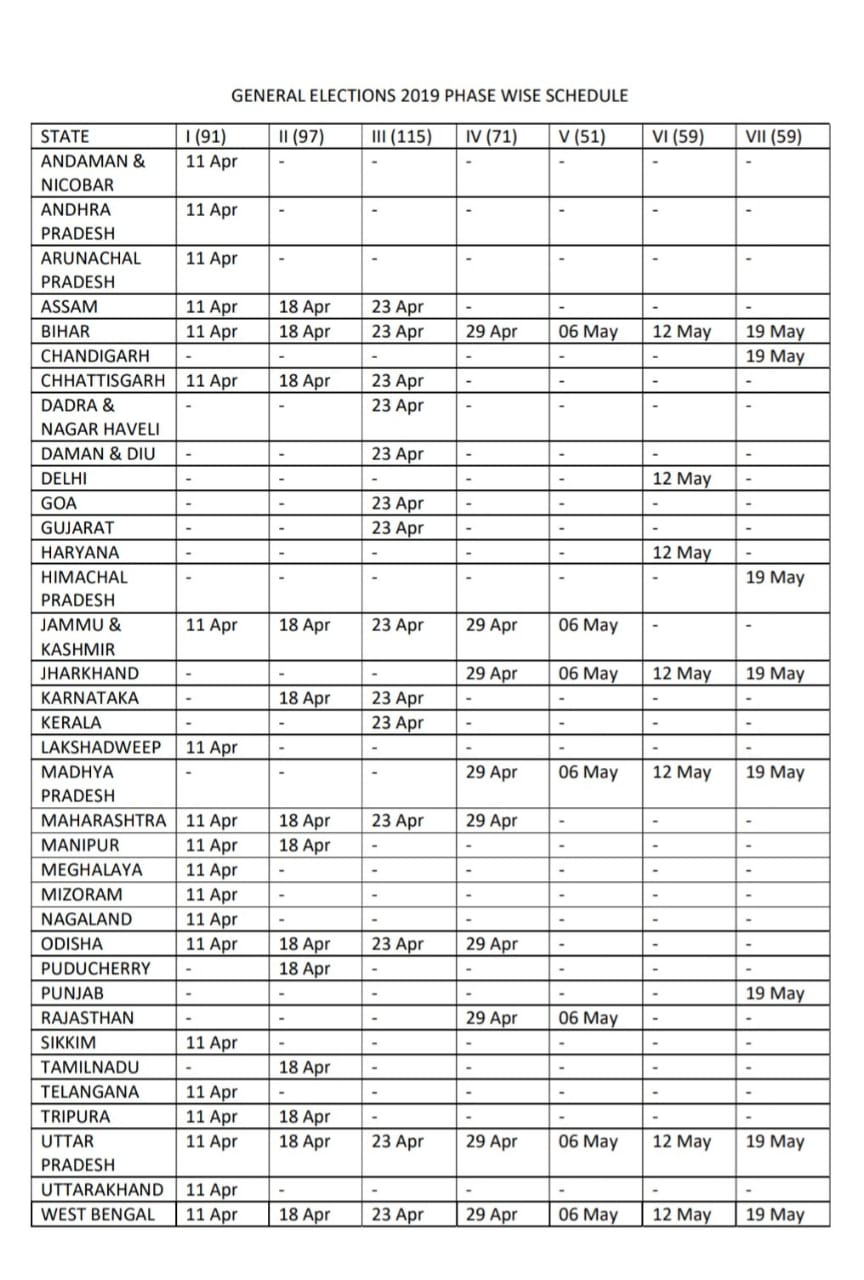 GENERAL ELECTIONS 2019 PHASE WISE SCHEDULE
STATE I (91) II (97) III (115) IV (71) V (51) VI (59) VII (59)
ANDAMAN & 11 Apr - - - - - -
NICOBAR
ANDHRA 11 Apr - - - - - -
PRADESH
ARUNACHAL 11 Apr - - - - - -
PRADESH
ASSAM 11 Apr 18 Apr 23 Apr - - - -
BIHAR 11 Apr 18 Apr 23 Apr 29 Apr 06 May 12 May 19 May
CHANDIGARH - - - - - - 19 May
CHHATTISGARH 11 Apr 18 Apr 23 Apr - - - -
DADRA & - - 23 Apr - - - -
NAGAR HAVELI
DAMAN & DIU - - 23 Apr - - - -
DELHI - - - - - 12 May -
GOA - - 23 Apr - - - -
GUJARAT - - 23 Apr - - - -
HARYANA - - - - - 12 May -
HIMACHAL - - - - - - 19 May
PRADESH
JAMMU & 11 Apr 18 Apr 23 Apr 29 Apr 06 May - -
KASHMIR
JHARKHAND - - - 29 Apr 06 May 12 May 19 May
KARNATAKA - 18 Apr 23 Apr - - - -
KERALA - - 23 Apr - - - -
LAKSHADWEEP 11 Apr - - - - - -
MADHYA - - - 29 Apr 06 May 12 May 19 May
PRADESH
MAHARASHTRA 11 Apr 18 Apr 23 Apr 29 Apr - - -
MANIPUR 11 Apr 18 Apr - - - - -
MEGHALAYA 11 Apr - - - - - -
MIZORAM 11 Apr - - - - - -
NAGALAND 11 Apr - - - - - -
ODISHA 11 Apr 18 Apr 23 Apr 29 Apr - - -
PUDUCHERRY - 18 Apr - - - - -
PUNJAB - - - - - - 19 May
RAJASTHAN - - - 29 Apr 06 May - -
SIKKIM 11 Apr - - - - - -
TAMILNADU - 18 Apr - - - - -
TELANGANA 11 Apr - - - - - -
TRIPURA 11 Apr 18 Apr - - - - -
UTTAR 11 Apr 18 Apr 23 Apr 29 Apr 06 May 12 May 19 May
PRADESH
UTTARAKHAND 11 Apr - - - - - -
WEST BENGAL 11 Apr 18 Apr 23 Apr 29 Apr 06 May 12 May 19 May